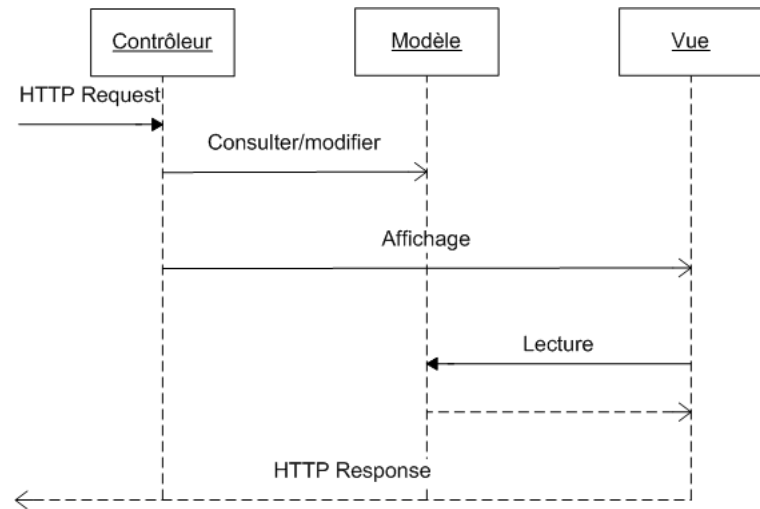 Contrôleur Modèle Vue
HTTP Request
Consulter/modifier
Affichage
Lecture
HTTP Response